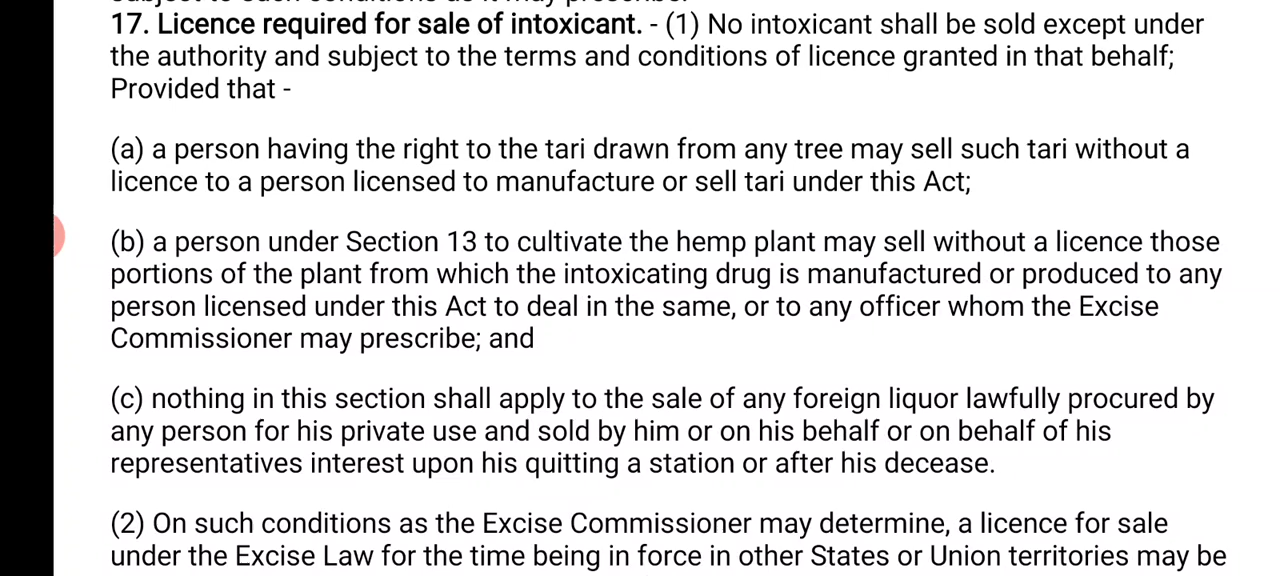 subject to such conditions as it may prescribe.
17. Licence required for sale of intoxicant. - (1) No intoxicant shall be sold except under
the authority and subject to the terms and conditions of licence granted in that behalf;
Provided that -
(a) a person having the right to the tari drawn from any tree may sell such tari without a
licence to a person licensed to manufacture or sell tari under this Act;
(b) a person under Section 13 to cultivate the hemp plant may sell without a licence those
portions of the plant from which the intoxicating drug is manufactured or produced to any
person licensed under this Act to deal in the same, or to any officer whom the Excise
Commissioner may prescribe; and
(c) nothing in this section shall apply to the sale of any foreign liquor lawfully procured by
any person for his private use and sold by him or on his behalf or on behalf of his
representatives interest upon his quitting a station or after his decease.
(2) On such conditions as the Excise Commissioner may determine, a licence for sale
under the Excise Law for the time being in force in other States or Union territories may be